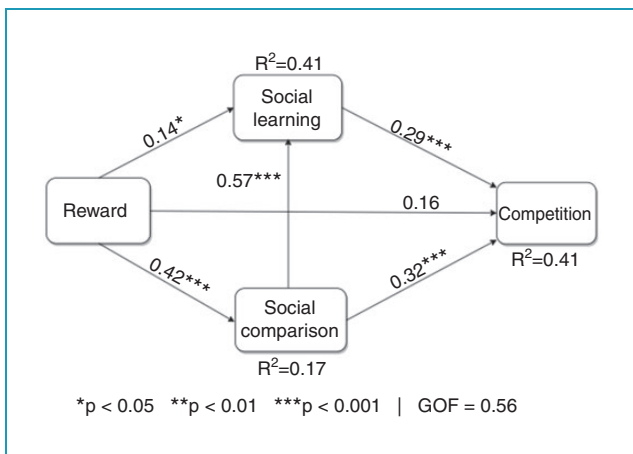 R²=0.41
Social
learning
0.14*
0.29***
0.57***
Reward
0.16
Competition
R²=0.41
0.42***
0.32***
Social
comparison
R²=0.17
*p < 0.05 **p < 0.01 ***p < 0.001 | GOF = 0.56